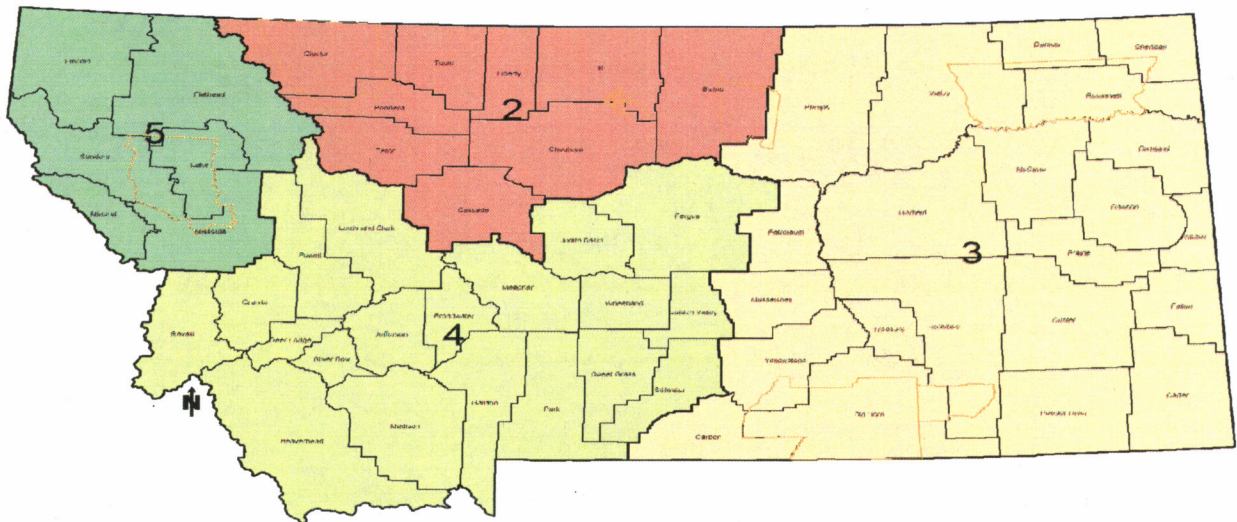 Lincoln
Flathead
Glacier
Toole
Liberty
Hill
Blaine
Phillips
Valley
Daniels
Sheridan
Roosevelt
Pondera
2
5
Sanders
Lake
Teton
Chouteau
McCone
Richland
Mineral
Missoula
Cascade
Lewis and Clark
Judith Basin
Fergus
Petroleum
Garfield
Dawson
Wibaux
Prairie
3
Powell
Granite
Meagher
Wheatland
Golden Valley
Musselshell
Treasure
Rosebud
Custer
Fallon
Ravalli
Jefferson
Broadwater
4
Deer Lodge
Silver Bow
Sweet Grass
Stillwater
Yellowstone
N
Beaverhead
Madison
Gallatin
Park
Carbon
Big Horn
Powder River
Carter